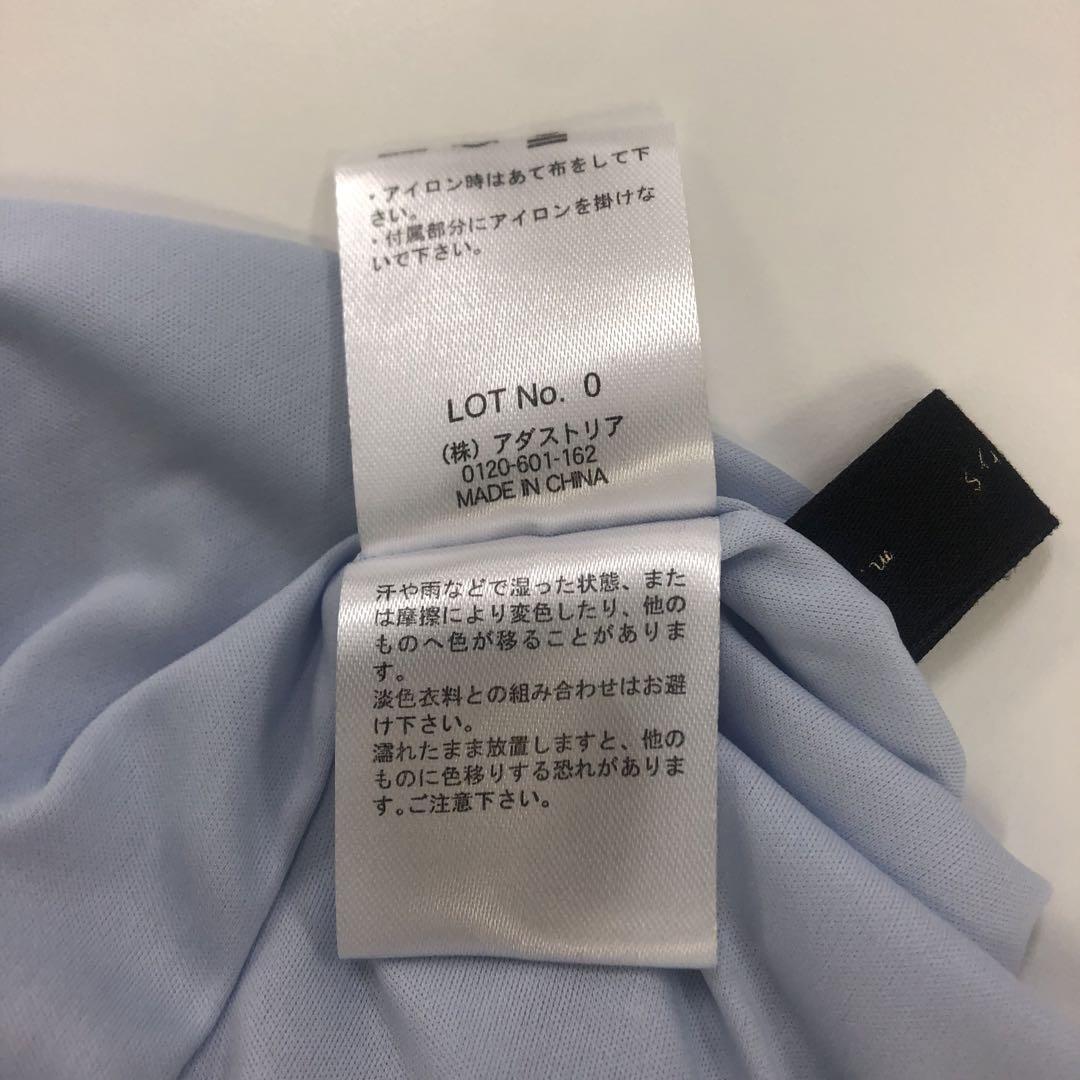 ・アイロン時はあて布をして下
さい。
・付属部分にアイロンを掛けな
いで下さい。
LOT No. 0
(株) アダストリア
0120-601-162
MADE IN CHINA
汗や雨などで湿った状態、また
は摩擦により変色したり、他の
ものへ色が移ることがありま
す。
淡色衣料との組み合わせはお避
け下さい。
濡れたまま放置しますと、他の
ものに色移りする恐れがありま
す。ご注意下さい。